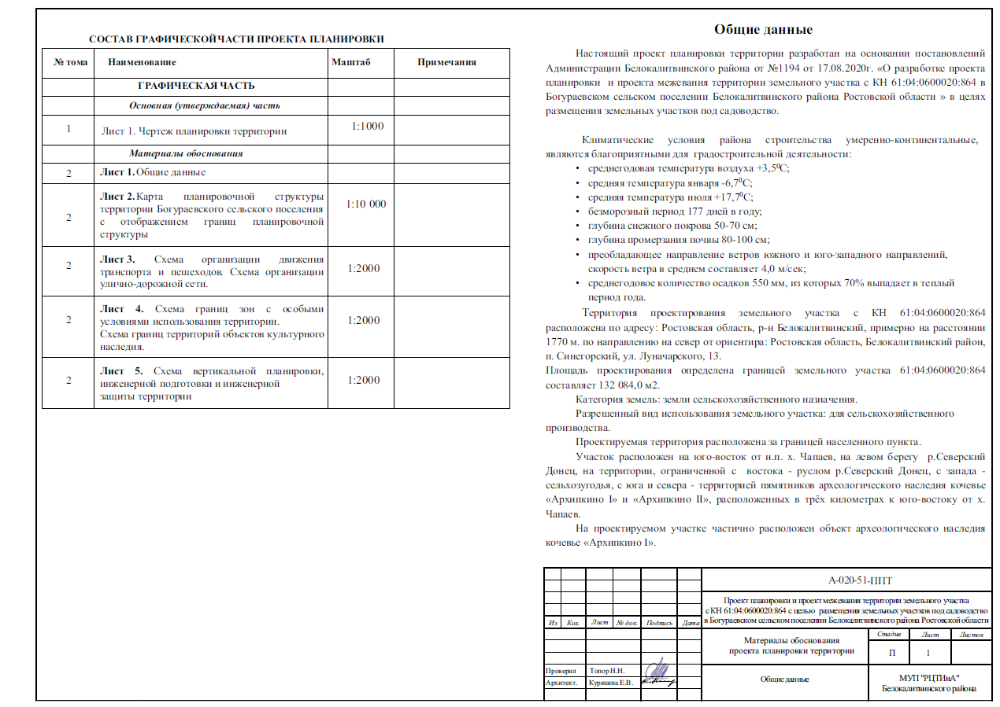 СОСТАВ ГРАФИЧЕСКОЙ ЧАСТИ ПРОЕКТА ПЛАНИРОВКИ
№ тома Наименование Маштаб Примечания
ГРАФИЧЕСКАЯ ЧАСТЬ
Основная (утверждаемая) часть
1 Лист 1. Чертеж планировки территории 1:1000
Материалы обоснования
2 Лист 1. Общие данные
Лист 2. Карта планировочной структуры
территории Богураевского сельского поселения
с отображением границ планировочной
структуры
2 1:10 000
Лист 3. Схема организации движения
транспорта и пешеходов. Схема организации
улично-дорожной сети.
2 1:2000
Лист 4. Схема границ зон с особыми
условиями использования территории.
Схема границ территорий объектов культурного
наследия.
2 1:2000
Лист 5. Схема вертикальной планировки,
инженерной подготовки и инженерной
защиты территории
2 1:2000
Общие данные
Настоящий проект планировки территории разработан на основании постановлений
Администрации Белокалитвинского района от №1194 от 17.08.2020г. «О разработке проекта
планировки и проекта межевания территории земельного участка с КН 61:04:0600020:864 в
Богураевском сельском поселении Белокалитвинского района Ростовской области » в целях
размещения земельных участков под садоводство.
Климатические условия района строительства умеренно-континентальные,
являются благоприятными для градостроительной деятельности:
• среднегодовая температура воздуха +3,5⁰С;
• средняя температура января -6,7⁰С;
• средняя температура июля +17,7⁰С;
• безморозный период 177 дней в году;
• глубина снежного покрова 50-70 см;
• глубина промерзания почвы 80-100 см;
• преобладающее направление ветров южного и юго-западного направлений,
скорость ветра в среднем составляет 4,0 м/сек;
• среднегодовое количество осадков 550 мм, из которых 70% выпадает в теплый
период года.
Территория проектирования земельного участка с КН 61:04:0600020:864
расположена по адресу: Ростовская область, р-н Белокалитвинский, примерно на расстоянии
1770 м. по направлению на север от ориентира: Ростовская область, Белокалитвинский район,
п. Синегорский, ул. Луначарского, 13.
Площадь проектирования определена границей земельного участка 61:04:0600020:864
составляет 132 084,0 м2.
Категория земель: земли сельскохозяйственного назначения.
Разрешенный вид использования земельного участка: для сельскохозяйственного
производства.
Проектируемая территория расположена за границей населенного пункта.
Участок расположен на юго-восток от н.п. х. Чапаев, на левом берегу р.Северский
Донец, на территории, ограниченной с востока - руслом р.Северский Донец, с запада -
сельхозугодья, с юга и севера - территорией пямятников археологического наследия кочевье
«Архипкино I» и «Архипкино II», расположенных в трёх километрах к юго-востоку от х.
Чапаев.
На проектируемом участке частично расположен объект археологического наследия
кочевье «Архипкино I».
А-020-51-ППТ
Проект планировки и проект межевания территории земельного участка
с КН 61:04:0600020:864 с целью размещения земельных участков под садоводство
в Богураевском сельском поселении Белокалитвинского района Ростовской области
Из Кол. Лист № док. Подпись Дата
Материалы обоснования
проекта планировки территории
Стадия Лист Листов
П 1
Проверил Топор Н.Н.
Архитект. Курякина Е.В.
Общие данные
МУП "РЦТИиА"
Белокалитвинского района